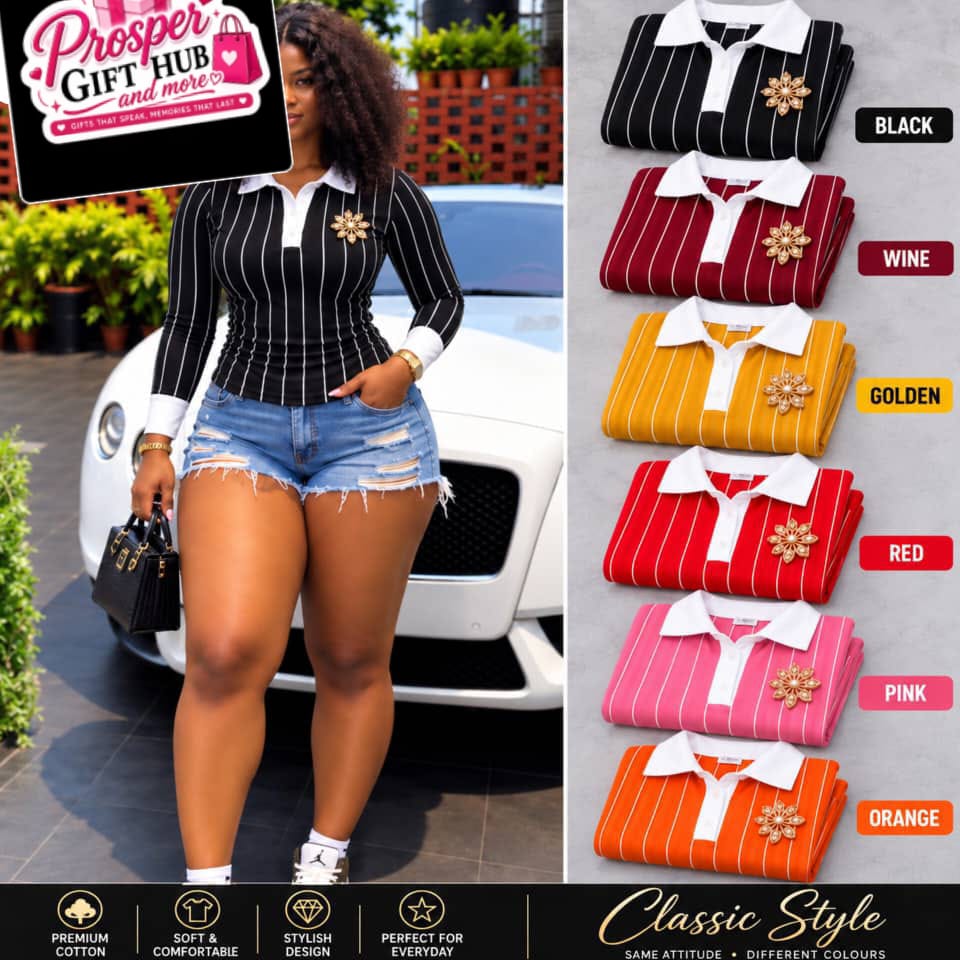 Prosper
GIFT HUB
and more
GIFTS THAT SPEAK, MEMORIES THAT LAST
BLACK
WINE
GOLDEN
RED
PINK
ORANGE
PREMIUM
COTTON
SOFT &
COMFORTABLE
STYLISH
DESIGN
PERFECT FOR
EVERYDAY
Classic Style
SAME ATTITUDE • DIFFERENT COLOURS